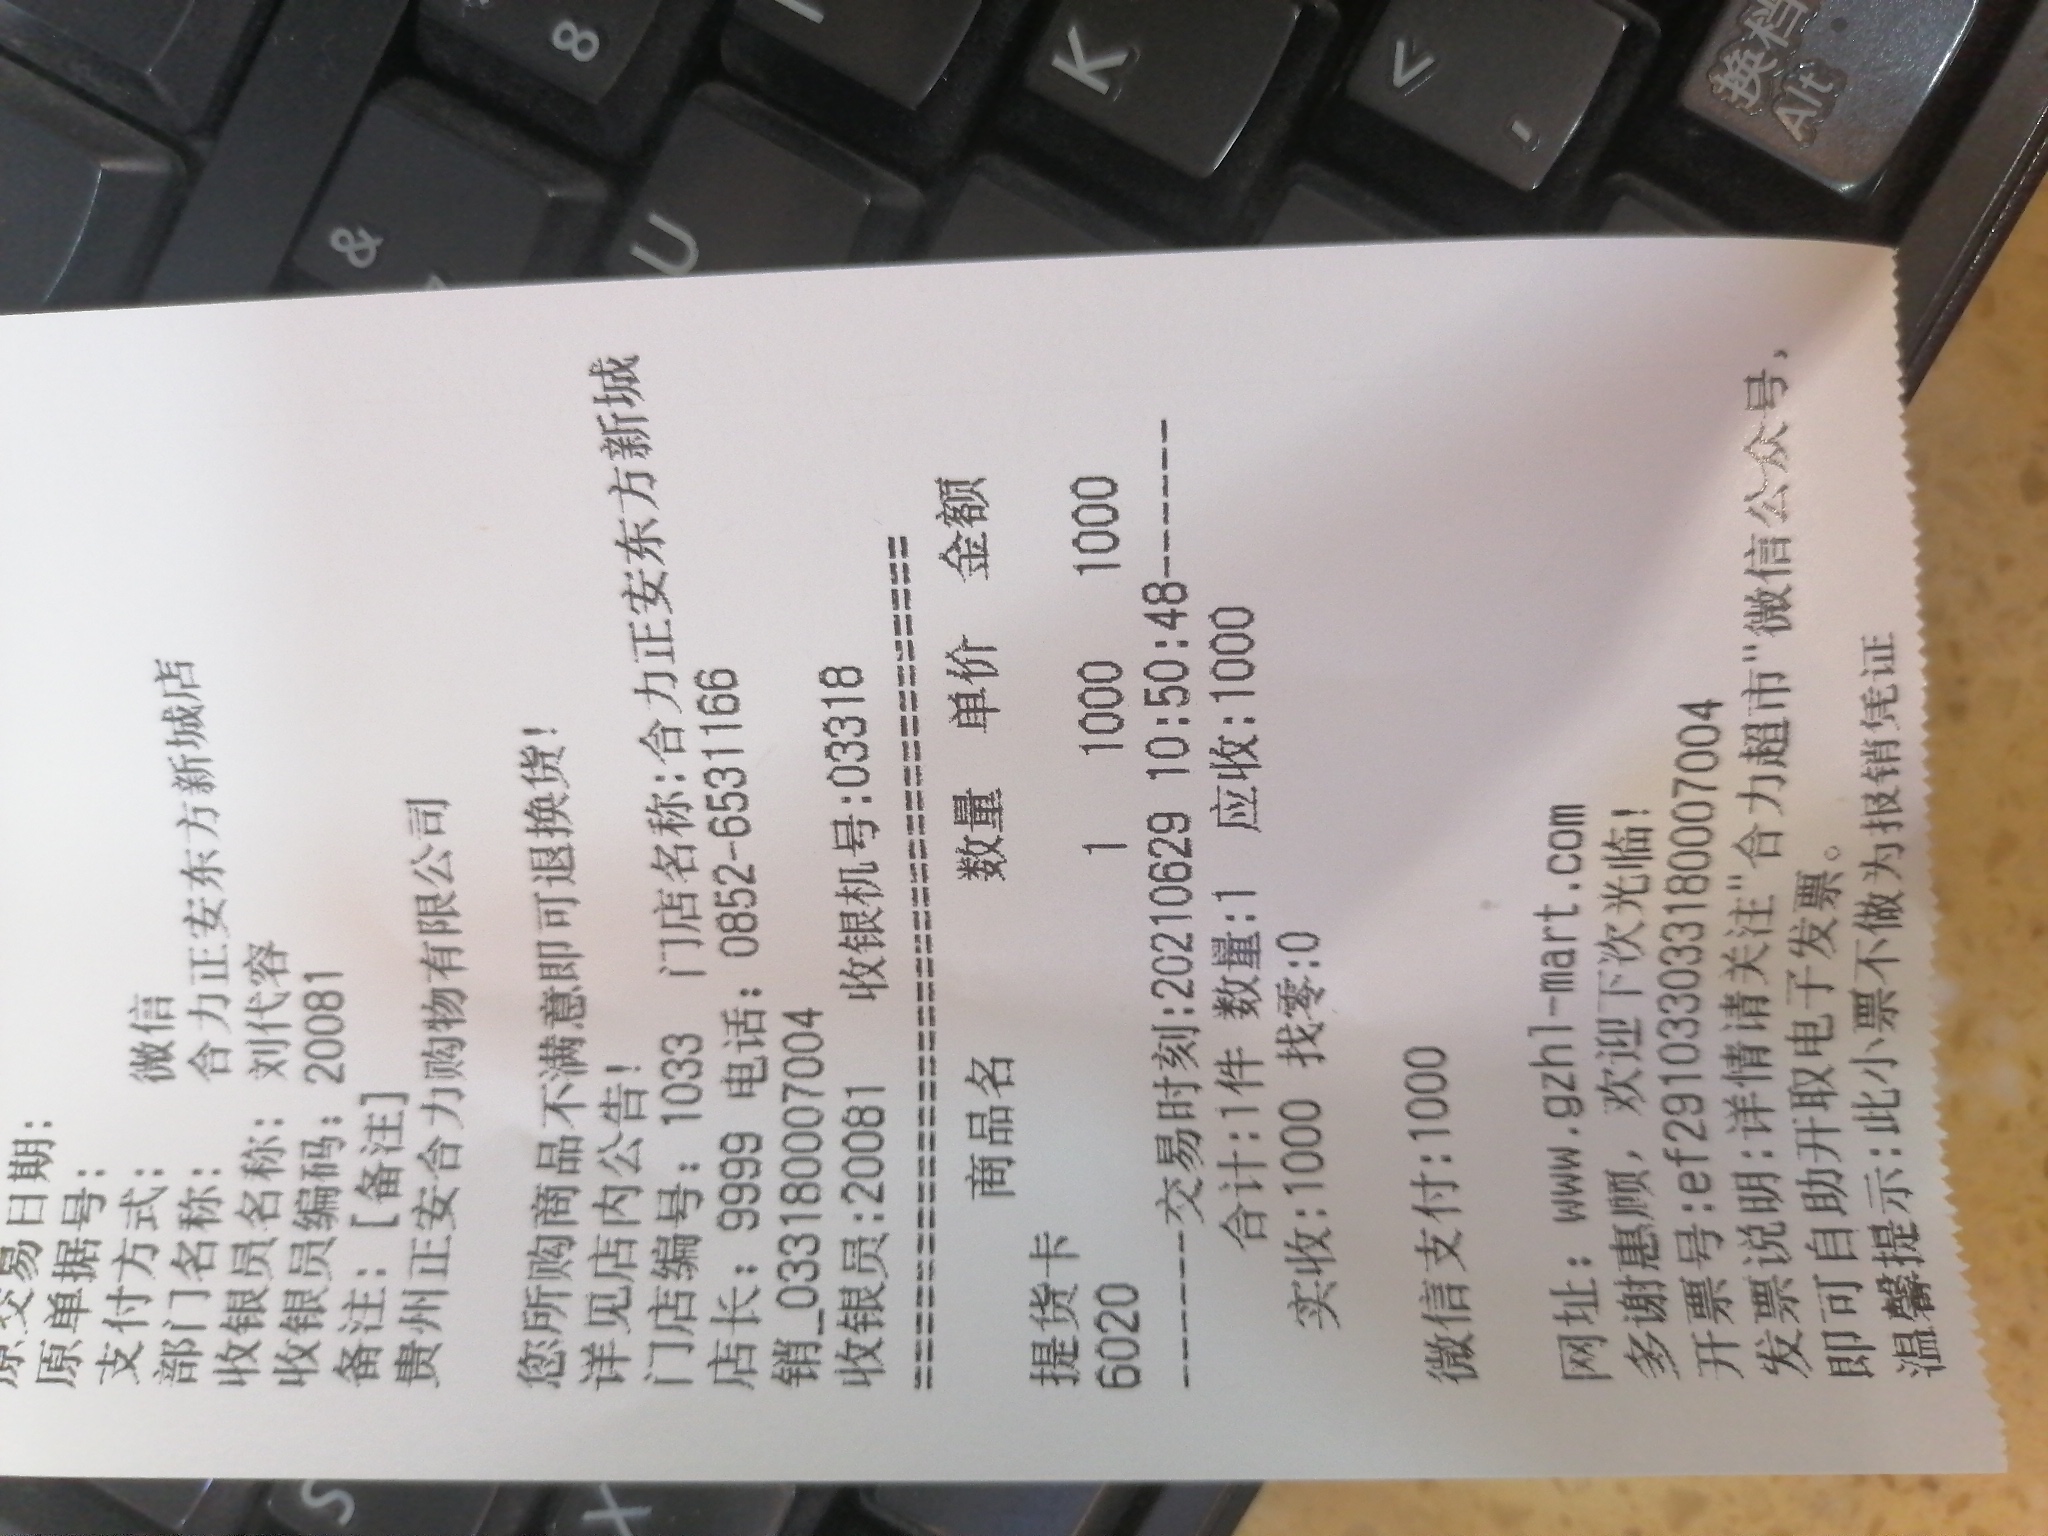 原交易日期:
原单据号:
支付方式: 微信
部门名称: 合力正安东方新城店
收银员名称: 刘代容
收银员编码: 20081
备注: [备注]
贵州正安合力购物有限公司
您所购商品不满意即可退换货!
详见店内公告!
门店编号: 1033 门店名称:合力正安东方新城
店长: 9999 电话: 0852-6531166
销_033180007004
收银员:20081 收银机号:03318
商品名 数量 单价 金额
提货卡
6020 1 1000 1000
-------交易时刻:20210629 10:50:48-------
合计:1件 数量:1 应收:1000
实收:1000 找零:0
微信支付:1000
网址: www.gzhl-mart.com
多谢惠顾, 欢迎下次光临!
开票号:ef2910330331800007004
发票说明:详情请关注"合力超市"微信公众号,
即可自助开取电子发票。
温馨提示:此小票不做为报销凭证
8
&
U
K
<
,
换档
Alt
S
X